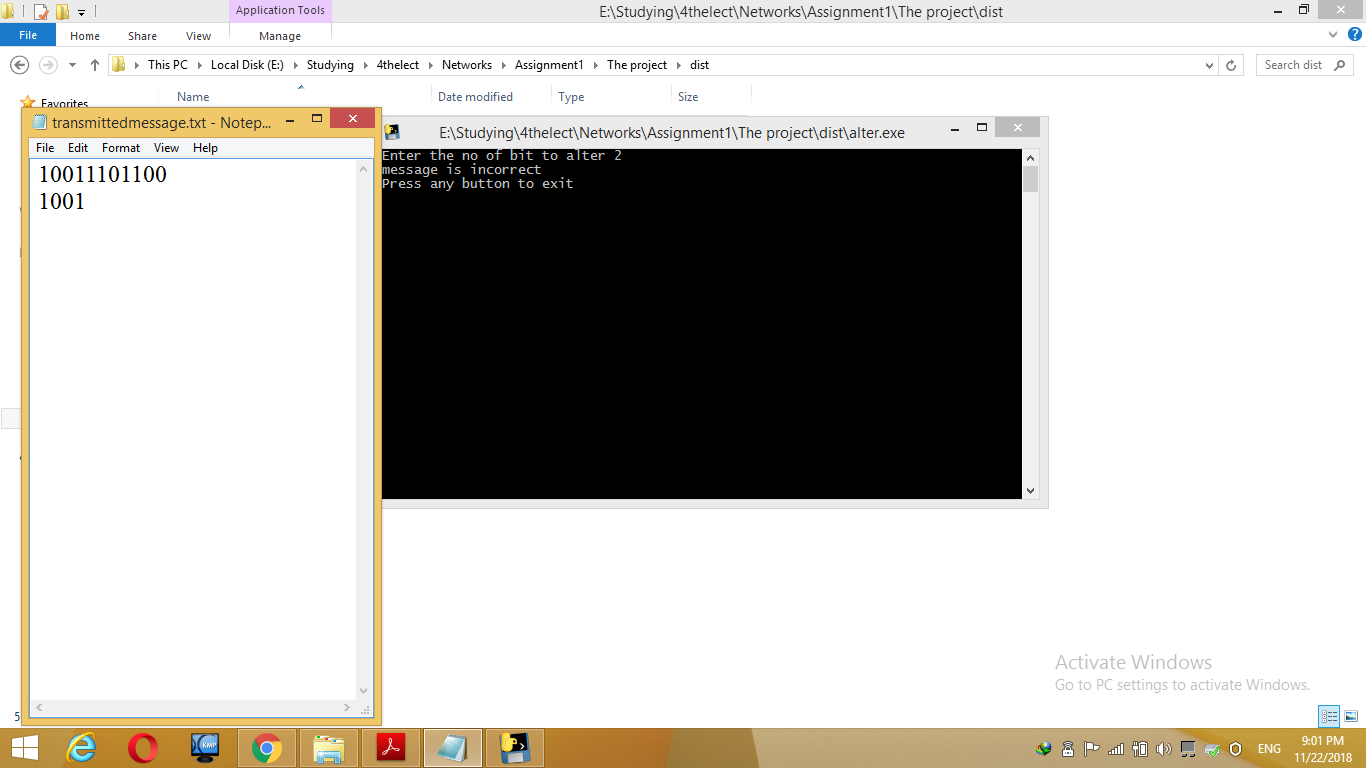 Application Tools
E:\Studying\4thelect\Networks\Assignment1\The project\dist
File Home Share View Manage
This PC Local Disk (E:) Studying 4thelect Networks Assignment1 The project dist
Search dist
Favorites
Name Date modified Type Size
transmittedmessage.txt - Notep...
File Edit Format View Help
10011101100
1001
E:\Studying\4thelect\Networks\Assignment1\The project\dist\alter.exe
Enter the no of bit to alter 2
message is incorrect
Press any button to exit
Activate Windows
Go to PC settings to activate Windows.
5
KMP
ENG
9:01 PM
11/22/2018